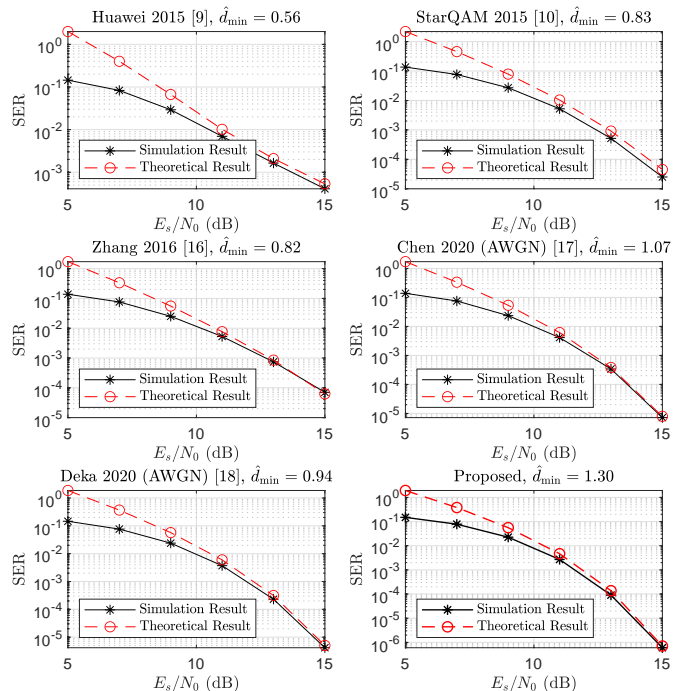 Huawei 2015 [9], d̂min = 0.56
10^0
10^-1
10^-2
10^-3
SER
Simulation Result
Theoretical Result
5 10 15
Es/N0 (dB)
StarQAM 2015 [10], d̂min = 0.83
10^0
10^-1
10^-2
10^-3
10^-4
10^-5
SER
Simulation Result
Theoretical Result
5 10 15
Es/N0 (dB)
Zhang 2016 [16], d̂min = 0.82
10^0
10^-1
10^-2
10^-3
10^-4
10^-5
SER
Simulation Result
Theoretical Result
5 10 15
Es/N0 (dB)
Chen 2020 (AWGN) [17], d̂min = 1.07
10^0
10^-1
10^-2
10^-3
10^-4
10^-5
SER
Simulation Result
Theoretical Result
5 10 15
Es/N0 (dB)
Deka 2020 (AWGN) [18], d̂min = 0.94
10^0
10^-1
10^-2
10^-3
10^-4
10^-5
SER
Simulation Result
Theoretical Result
5 10 15
Es/N0 (dB)
Proposed, d̂min = 1.30
10^0
10^-1
10^-2
10^-3
10^-4
10^-5
10^-6
SER
Simulation Result
Theoretical Result
5 10 15
Es/N0 (dB)